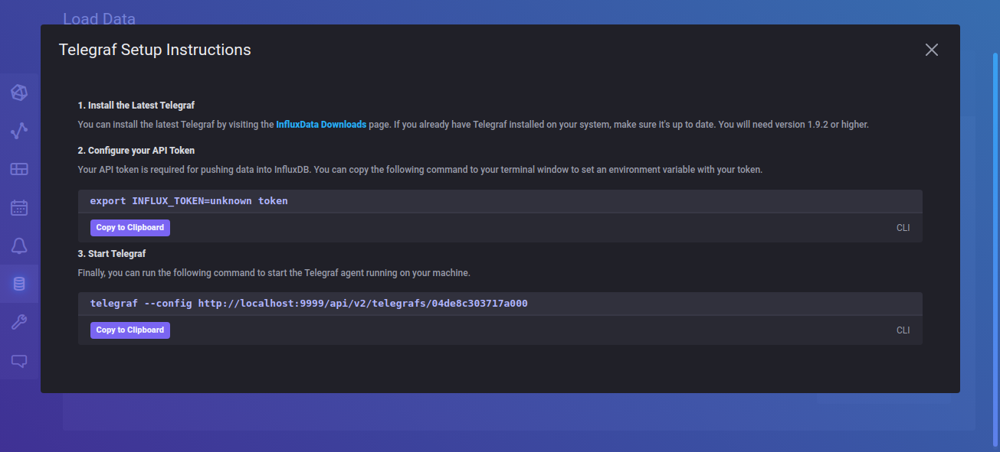 Load Data
Telegraf Setup Instructions
1. Install the Latest Telegraf
You can install the latest Telegraf by visiting the InfluxData Downloads page. If you already have Telegraf installed on your system, make sure it's up to date. You will need version 1.9.2 or higher.
2. Configure your API Token
Your API token is required for pushing data into InfluxDB. You can copy the following command to your terminal window to set an environment variable with your token.
export INFLUX_TOKEN=unknown token
Copy to Clipboard
CLI
3. Start Telegraf
Finally, you can run the following command to start the Telegraf agent running on your machine.
telegraf --config http://localhost:9999/api/v2/telegrafs/04de8c303717a000
Copy to Clipboard
CLI